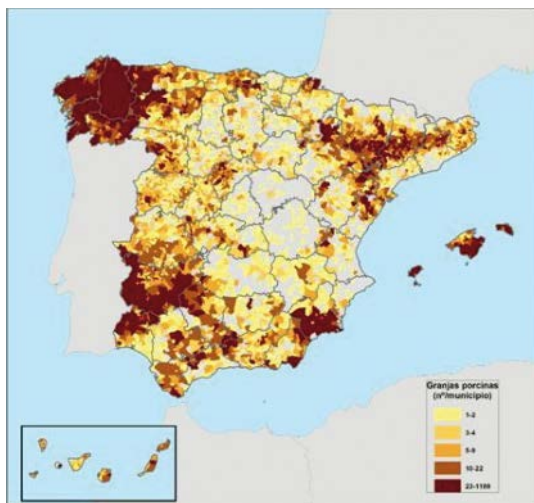 Granjas porcinas
(nº/municipio)
1-2
3-4
5-9
10-22
23-1189